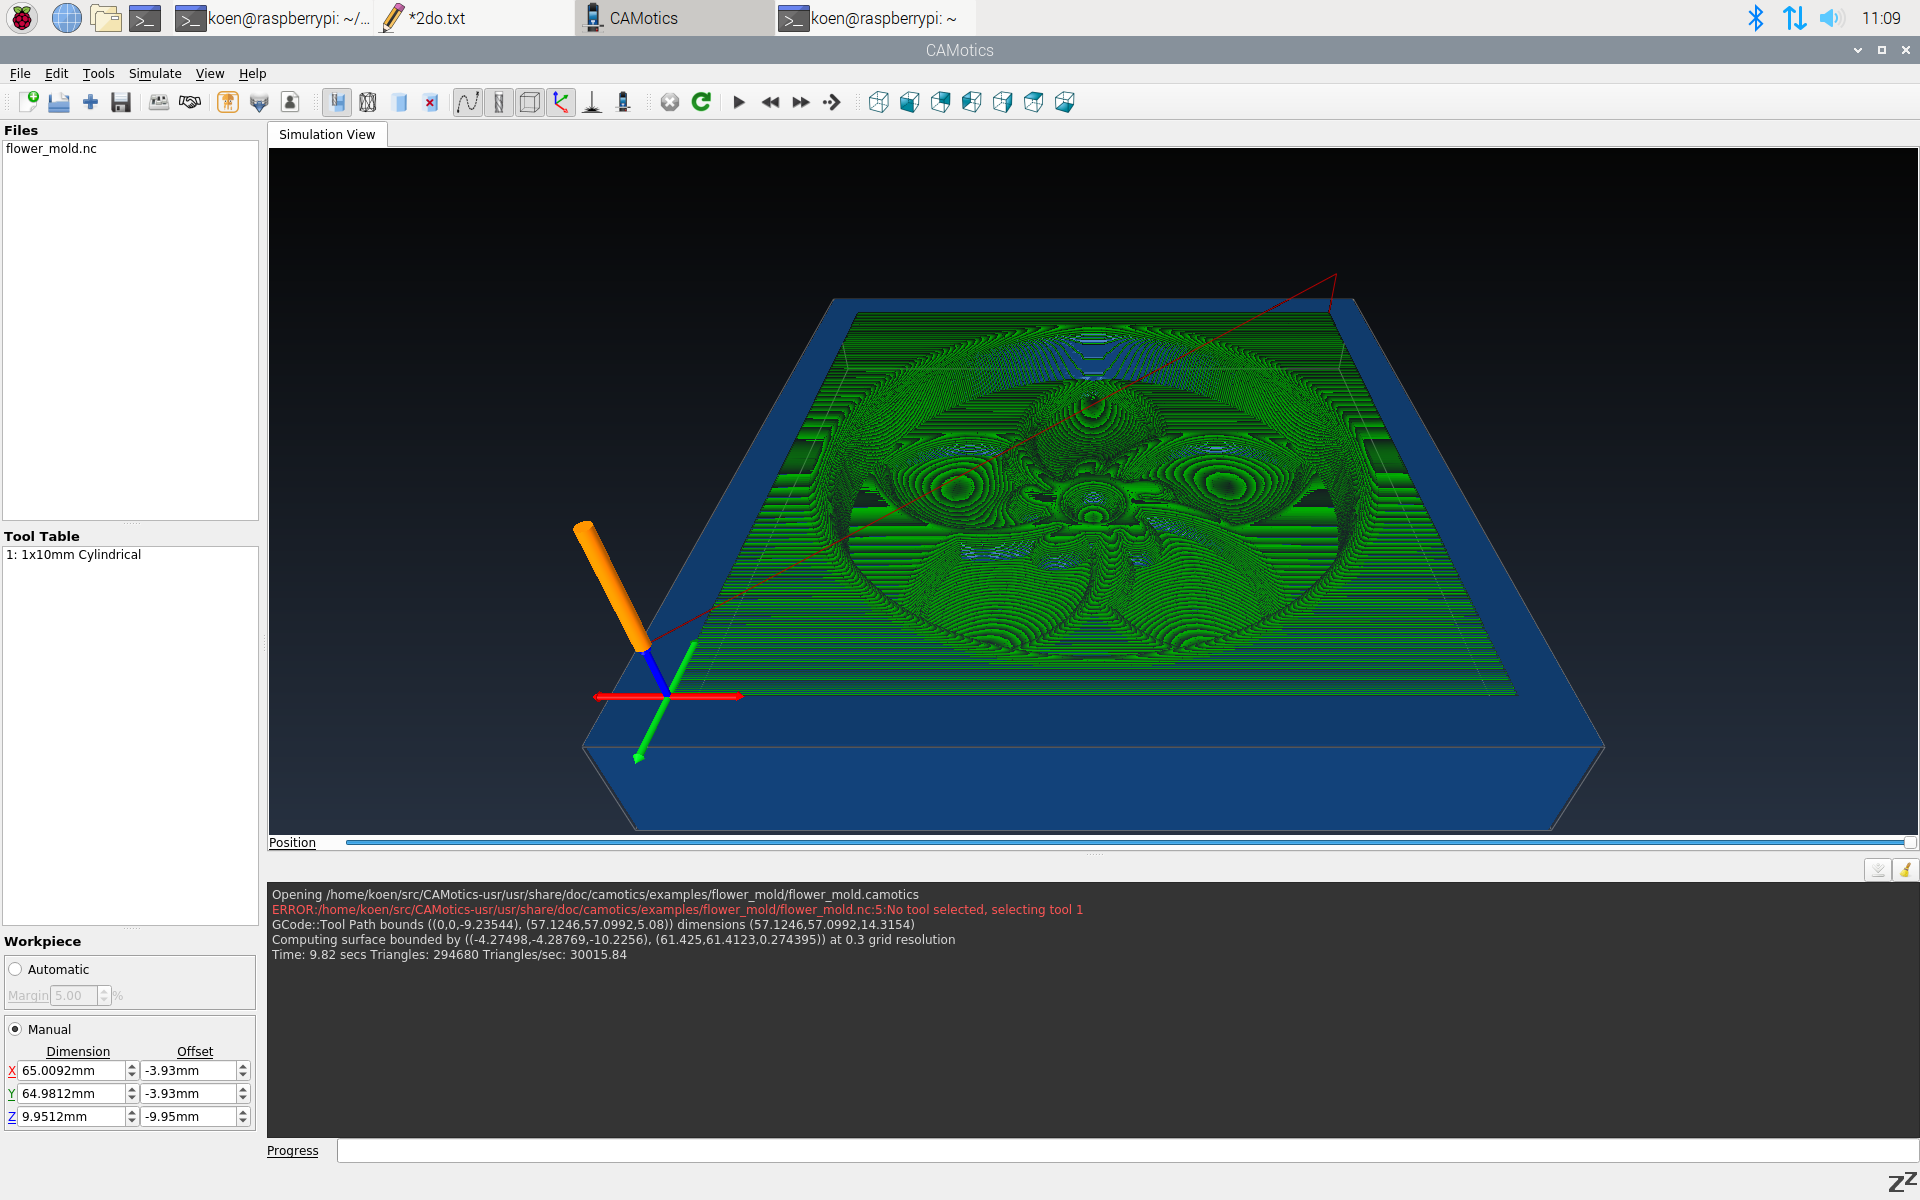 koen@raspberrypi: ~/... *2do.txt CAMotics koen@raspberrypi: ~ 11:09
CAMotics
File Edit Tools Simulate View Help
Files
flower_mold.nc
Simulation View
Tool Table
1: 1x10mm Cylindrical
Position
Opening /home/koen/src/CAMotics-usr/usr/share/doc/camotics/examples/flower_mold/flower_mold.camotics
ERROR:/home/koen/src/CAMotics-usr/usr/share/doc/camotics/examples/flower_mold/flower_mold.nc:5:No tool selected, selecting tool 1
GCode::Tool Path bounds ((0,0,-9.23544), (57.1246,57.0992,5.08)) dimensions (57.1246,57.0992,14.3154)
Computing surface bounded by ((-4.27498,-4.28769,-10.2256), (61.425,61.4123,0.274395)) at 0.3 grid resolution
Time: 9.82 secs Triangles: 294680 Triangles/sec: 30015.84
Workpiece
Automatic
Margin 5.00 %
Manual
Dimension Offset
X 65.0092mm -3.93mm
Y 64.9812mm -3.93mm
Z 9.9512mm -9.95mm
Progress
zz